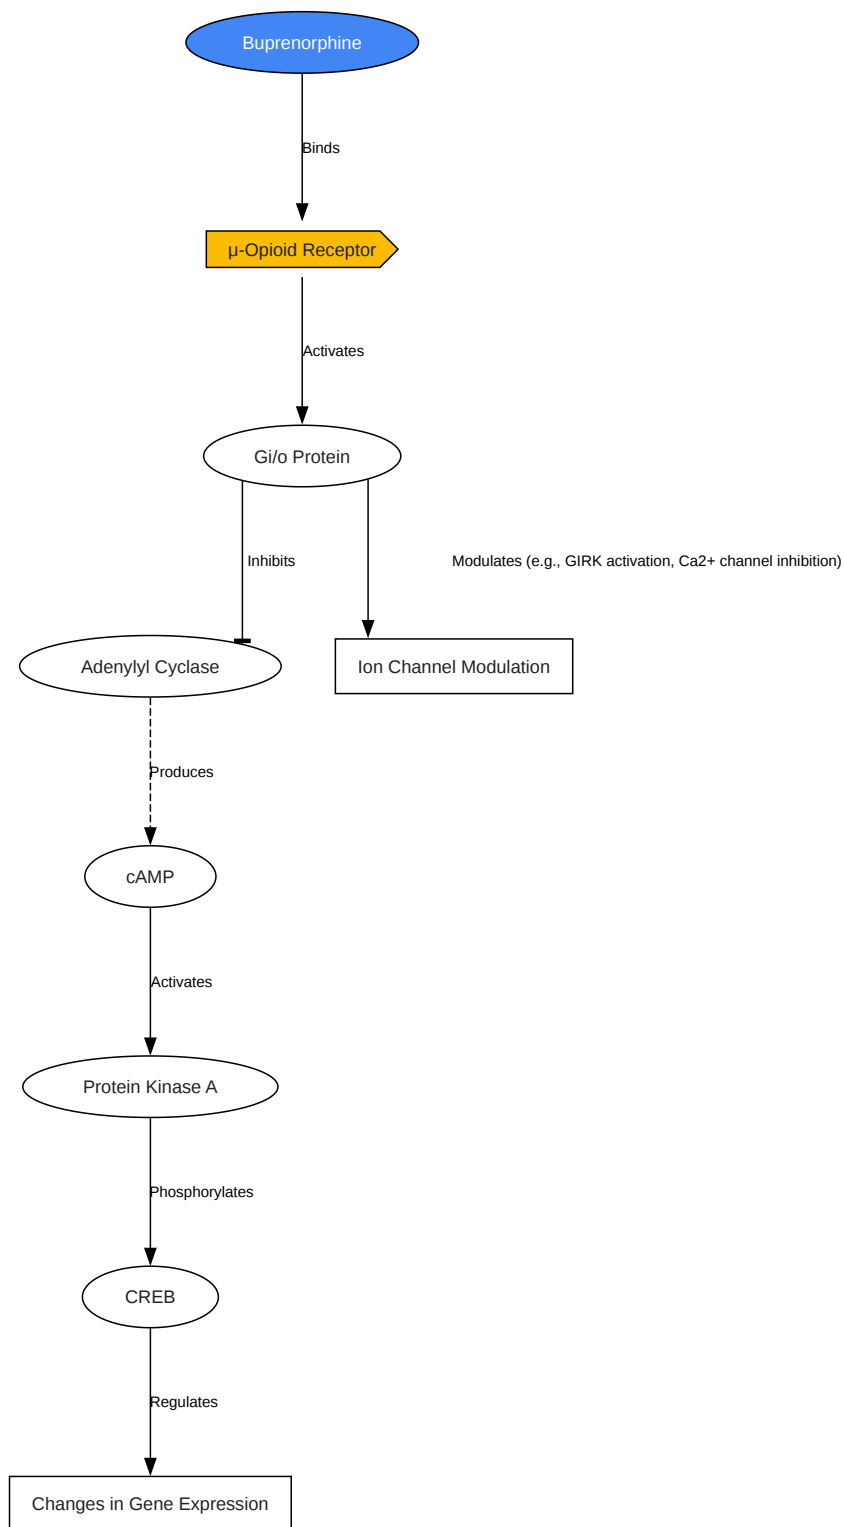 Buprenorphine
Binds
μ-Opioid Receptor
Activates
Gi/o Protein
Inhibits
Modulates (e.g., GIRK activation, Ca2+ channel inhibition)
Adenylyl Cyclase
Ion Channel Modulation
Produces
cAMP
Activates
Protein Kinase A
Phosphorylates
CREB
Regulates
Changes in Gene Expression